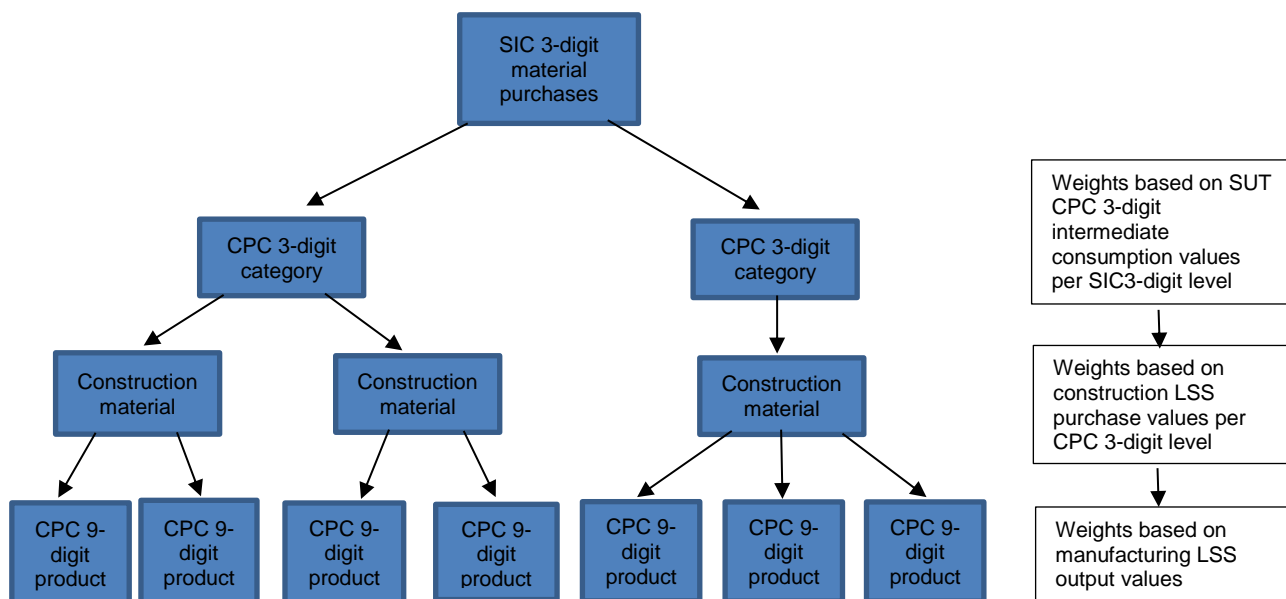 SIC 3-digit
material
purchases
CPC 3-digit
category
CPC 3-digit
category
Weights based on SUT
CPC 3-digit
intermediate
consumption values
per SIC3-digit level
Construction
material
Construction
material
Construction
material
Weights based on
construction LSS
purchase values per
CPC 3-digit level
CPC 9-
digit
product
CPC 9-
digit
product
CPC 9-
digit
product
CPC 9-
digit
product
CPC 9-
digit
product
CPC 9-
digit
product
CPC 9-
digit
product
Weights based on
manufacturing LSS
output values